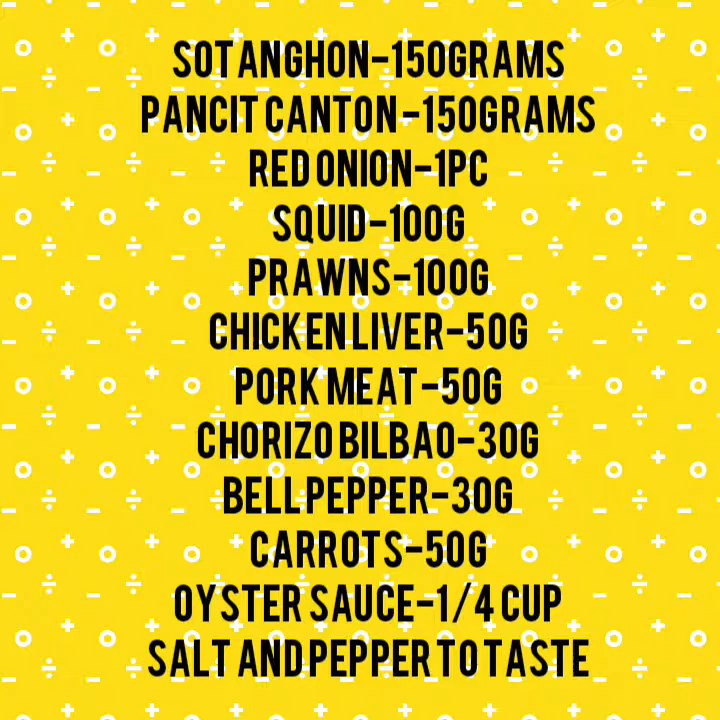 SOTANGHON-150GRAMS
PANCIT CANTON-150GRAMS
RED ONION-1PC
SQUID-100G
PRAWNS-100G
CHICKEN LIVER-50G
PORK MEAT-50G
CHORIZO BILBAO-30G
BELL PEPPER-30G
CARROTS-50G
OYSTER SAUCE-1/4 CUP
SALT AND PEPPER TO TASTE